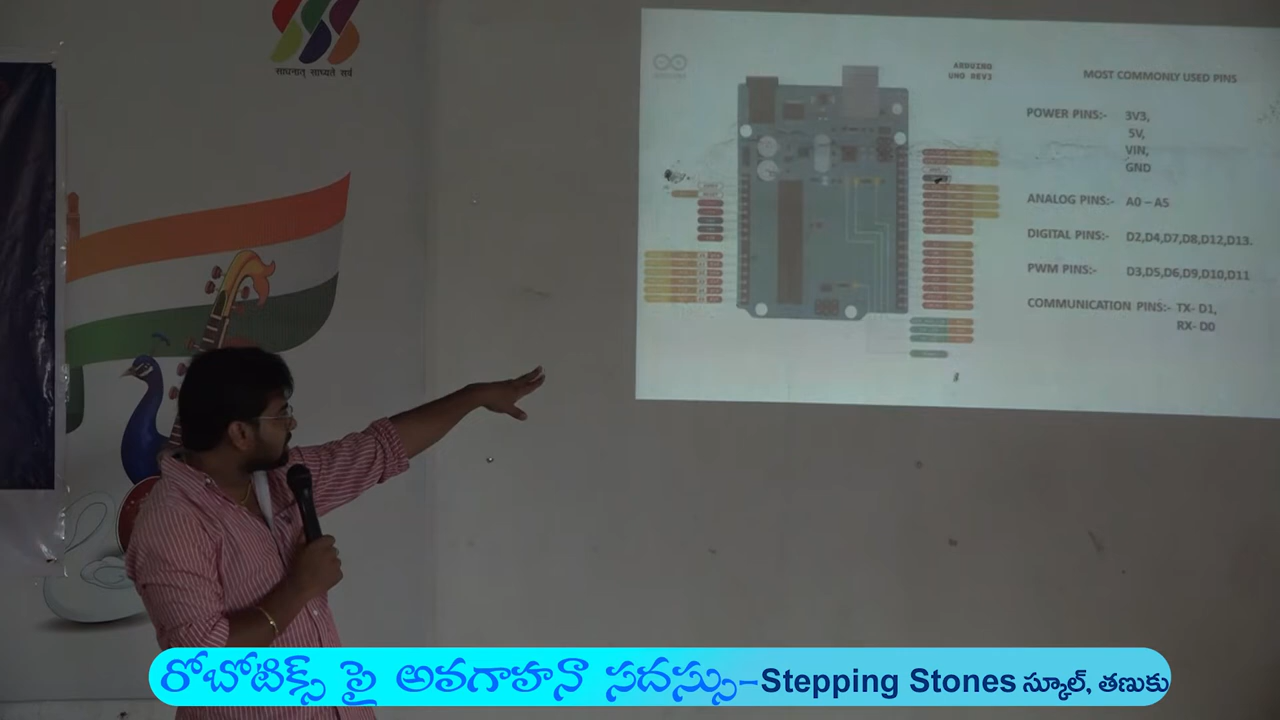 साधनात् साध्यते सर्व
ARDUINO
UNO REV3
MOST COMMONLY USED PINS
POWER PINS:- 3V3,
5V,
VIN,
GND
ANALOG PINS:- A0 – A5
DIGITAL PINS:- D2,D4,D7,D8,D12,D13.
PWM PINS:- D3,D5,D6,D9,D10,D11
COMMUNICATION PINS:- TX- D1,
RX- D0
రోబోటిక్స్ పై అవగాహనా సదస్సు-Stepping Stones స్కూల్, తణుకు